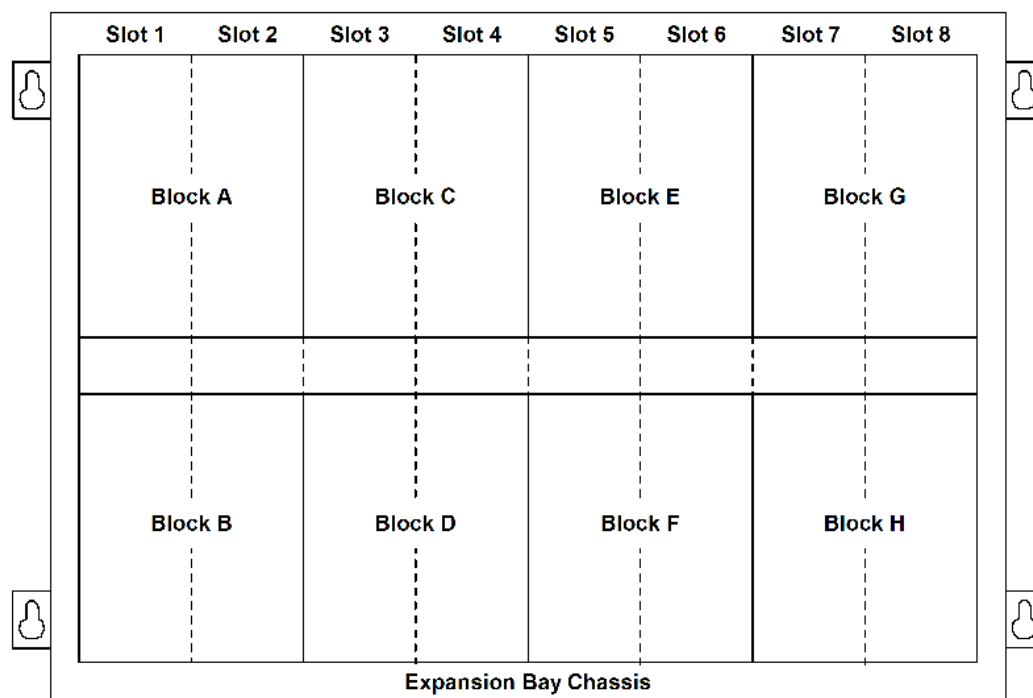 Slot 1 Slot 2 Slot 3 Slot 4 Slot 5 Slot 6 Slot 7 Slot 8
Block A Block C Block E Block G
Block B Block D Block F Block H
Expansion Bay Chassis